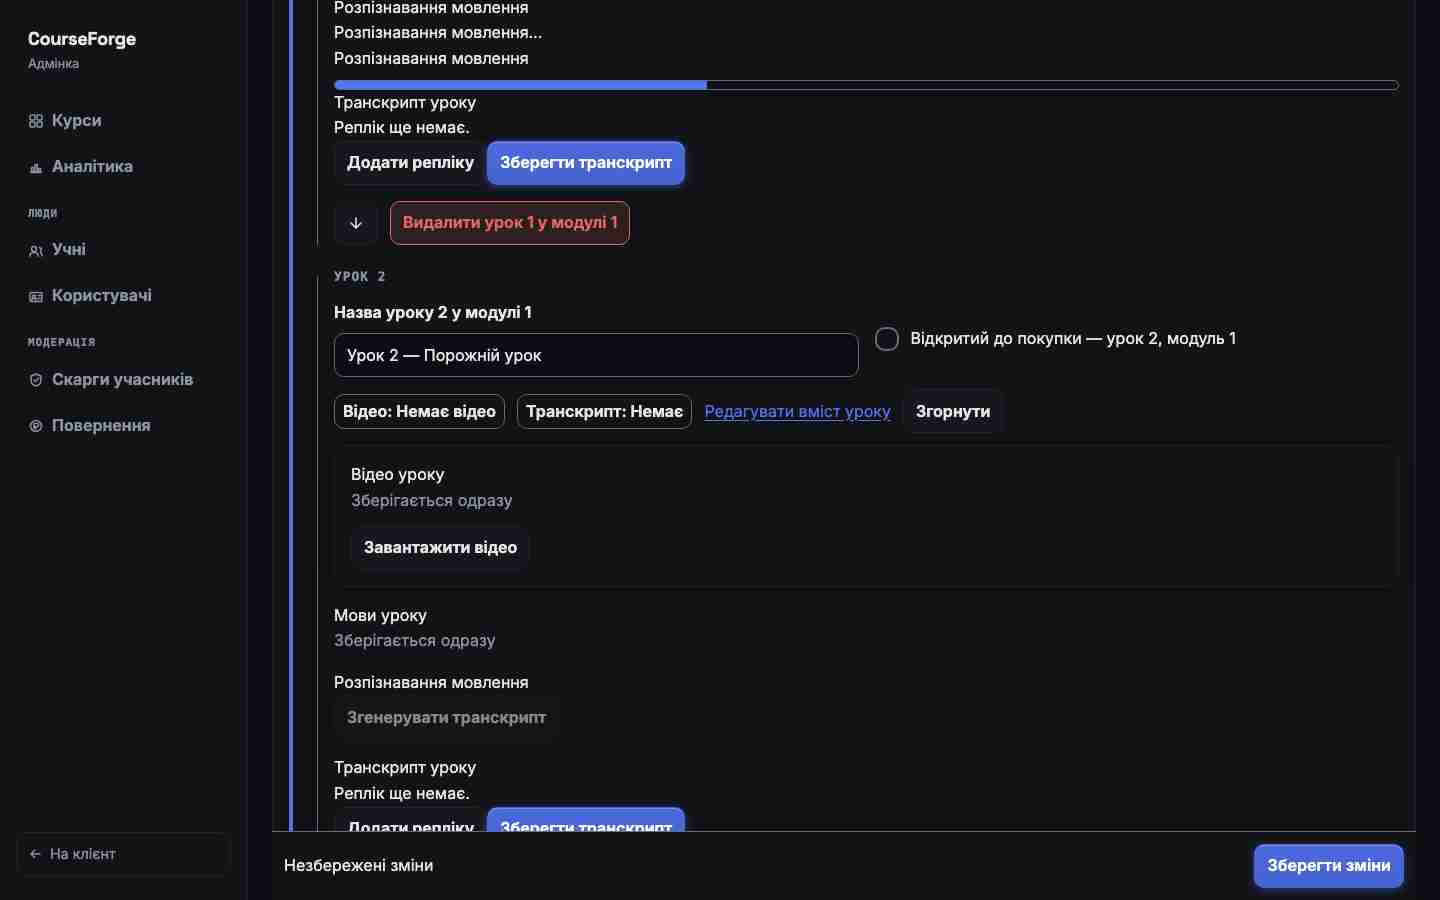 CourseForge
Адмінка
Курси
Аналітика
ЛЮДИ
Учні
Користувачі
МОДЕРАЦІЯ
Скарги учасників
Повернення
← На клієнт
Розпізнавання мовлення
Розпізнавання мовлення...
Розпізнавання мовлення
Транскрипт уроку
Реплік ще немає.
Додати репліку
Зберегти транскрипт
↓
Видалити урок 1 у модулі 1
УРОК 2
Назва уроку 2 у модулі 1
Урок 2 — Порожній урок
Відкритий до покупки — урок 2, модуль 1
Відео: Немає відео
Транскрипт: Немає
Редагувати вміст уроку
Згорнути
Відео уроку
Зберігається одразу
Завантажити відео
Мови уроку
Зберігається одразу
Розпізнавання мовлення
Згенерувати транскрипт
Транскрипт уроку
Реплік ще немає.
Додати репліку
Зберегти транскрипт
Незбережені зміни
Зберегти зміни